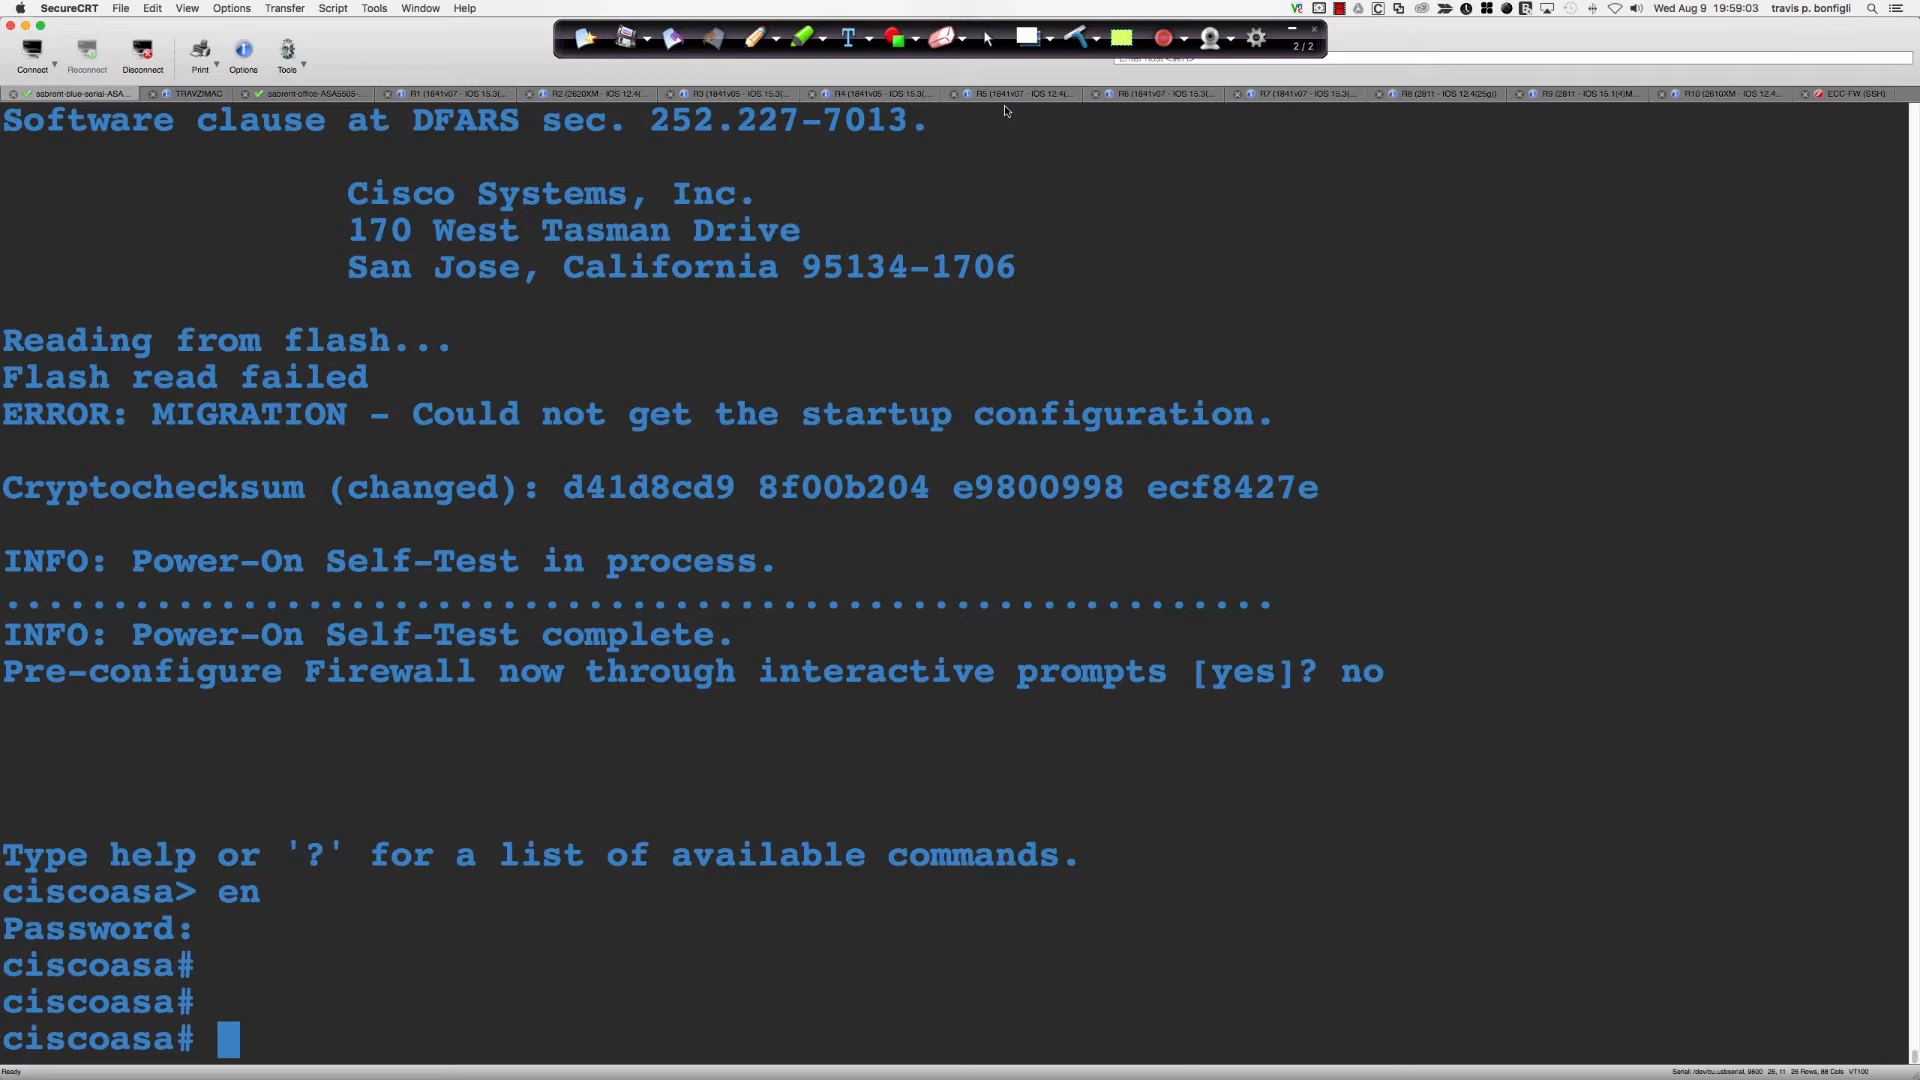 SecureCRT File Edit View Options Transfer Script Tools Window Help Wed Aug 9 19:59:03 travis p. bonfigli
2 / 2
Connect Reconnect Disconnect Print Options Tools
sabrent-blue-serial-ASA... TRAVZIMAC sabrent-office-ASA5505-... R1 (1841v07 - IOS 15.3(... R2 (2620XM - IOS 12.4(... R3 (1841v05 - IOS 15.3(... R4 (1841v05 - IOS 15.3(... R5 (1841v07 - IOS 12.4(... R6 (1841v07 - IOS 15.3(... R7 (1841v07 - IOS 15.3(... R8 (2811 - IOS 12.4(25g)) R9 (2811 - IOS 15.1(4)M... R10 (2610XM - IOS 12.4... ECC-FW (SSH)
Software clause at DFARS sec. 252.227-7013.
Cisco Systems, Inc.
170 West Tasman Drive
San Jose, California 95134-1706
Reading from flash...
Flash read failed
ERROR: MIGRATION - Could not get the startup configuration.
Cryptochecksum (changed): d41d8cd9 8f00b204 e9800998 ecf8427e
INFO: Power-On Self-Test in process.
...........................................................
INFO: Power-On Self-Test complete.
Pre-configure Firewall now through interactive prompts [yes]? no
Type help or '?' for a list of available commands.
ciscoasa> en
Password:
ciscoasa#
ciscoasa#
ciscoasa#
Ready Serial: /dev/cu.usbserial, 9600 26, 11 26 Rows, 88 Cols VT100